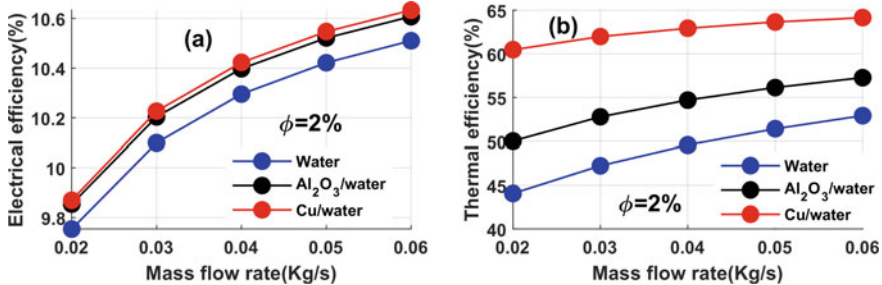 (a)
Electrical efficiency(%)
10.6
10.4
10.2
10
9.8
ϕ=2%
Water
Al₂O₃/water
Cu/water
0.02 0.03 0.04 0.05 0.06
Mass flow rate(Kg/s)
(b)
Thermal efficiency(%)
65
60
55
50
45
40
Water
Al₂O₃/water
Cu/water
ϕ=2%
0.02 0.03 0.04 0.05 0.06
Mass flow rate(Kg/s)